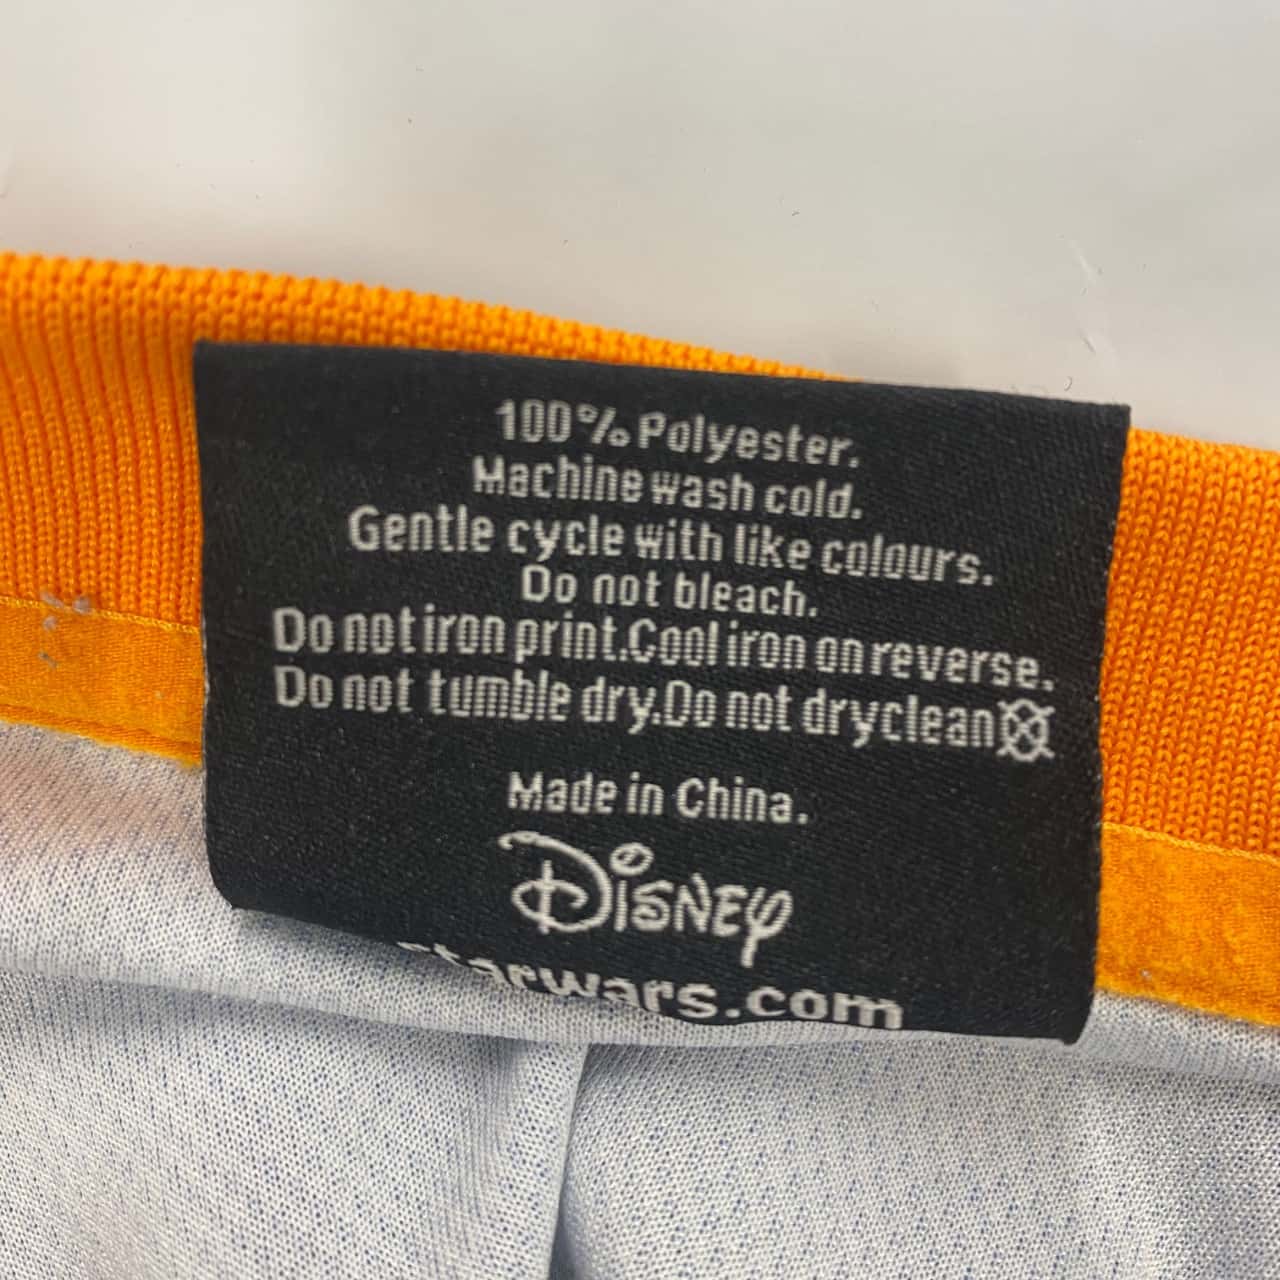 100% Polyester.
Machine wash cold.
Gentle cycle with like colours.
Do not bleach.
Do not iron print.Cool iron on reverse.
Do not tumble dry.Do not dryclean
Made in China.
Disney
starwars.com